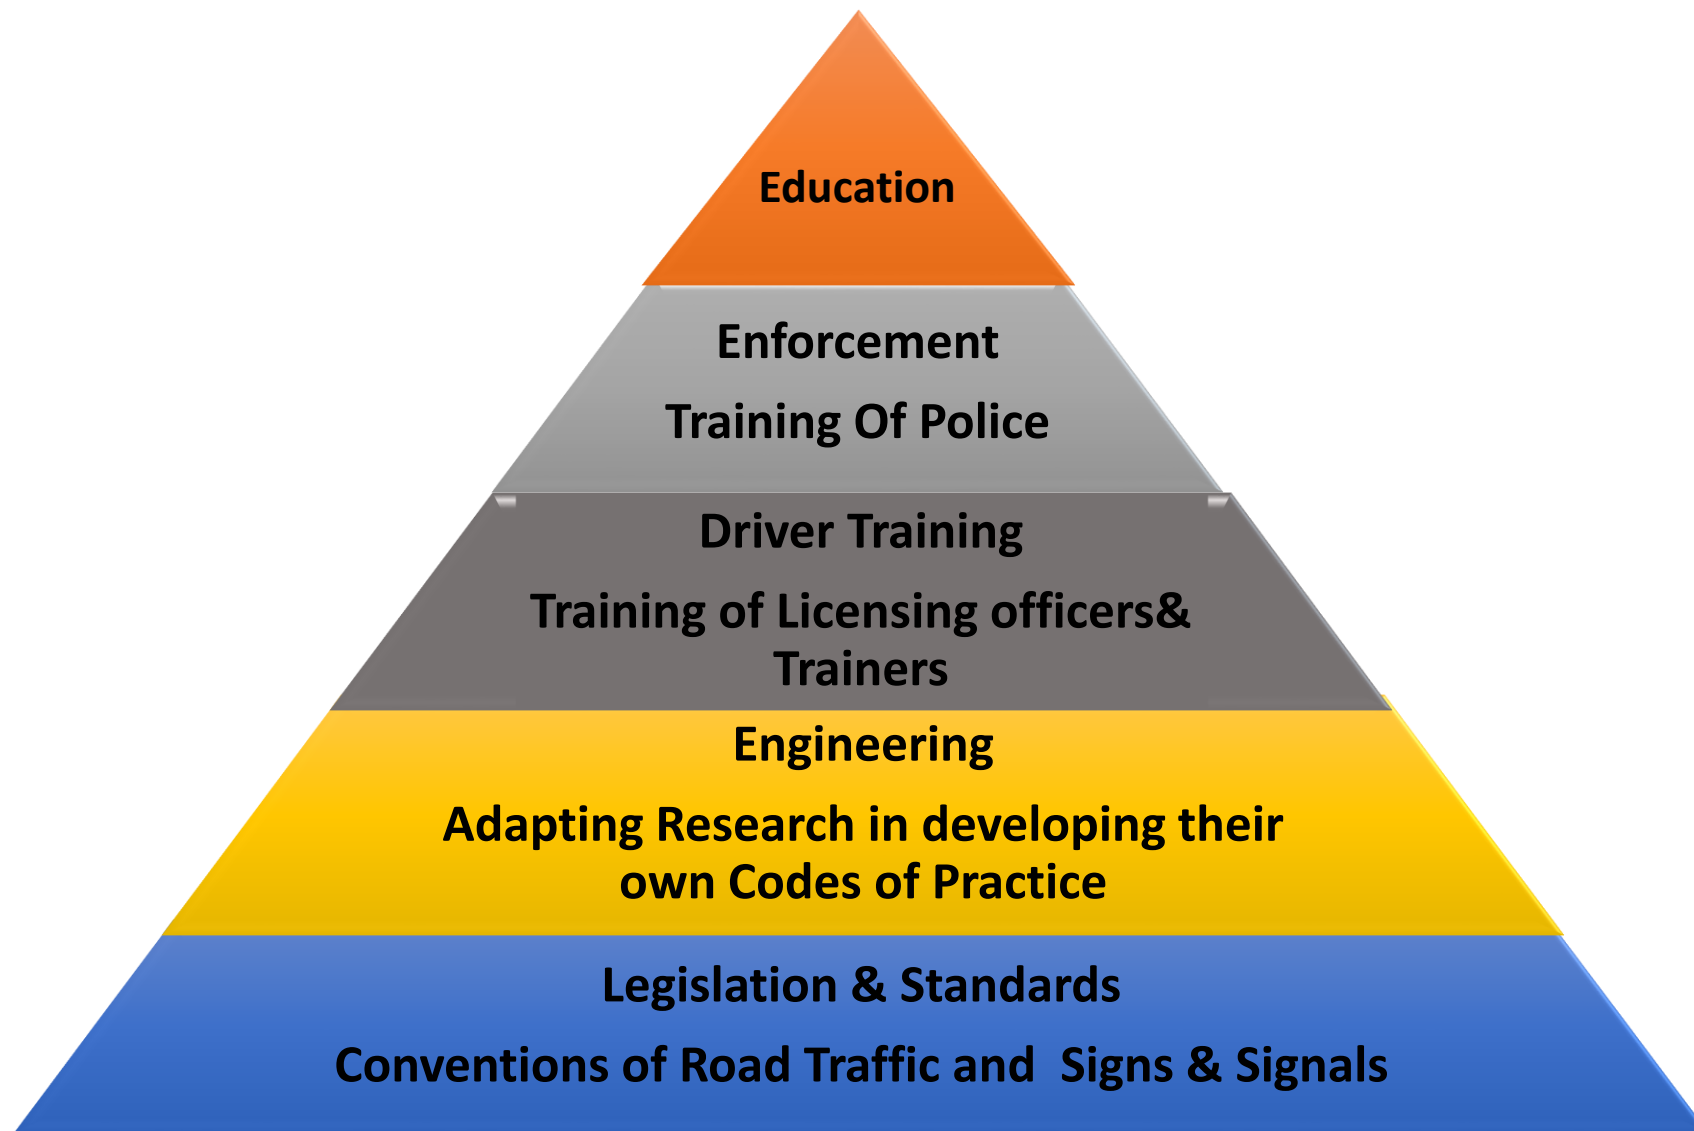 Education
Enforcement
Training Of Police
Driver Training
Training of Licensing officers&
Trainers
Engineering
Adapting Research in developing their
own Codes of Practice
Legislation & Standards
Conventions of Road Traffic and  Signs & Signals